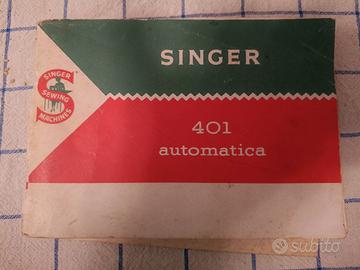 SINGER
SINGER
SEWING
MACHINES
401
automatica
subito